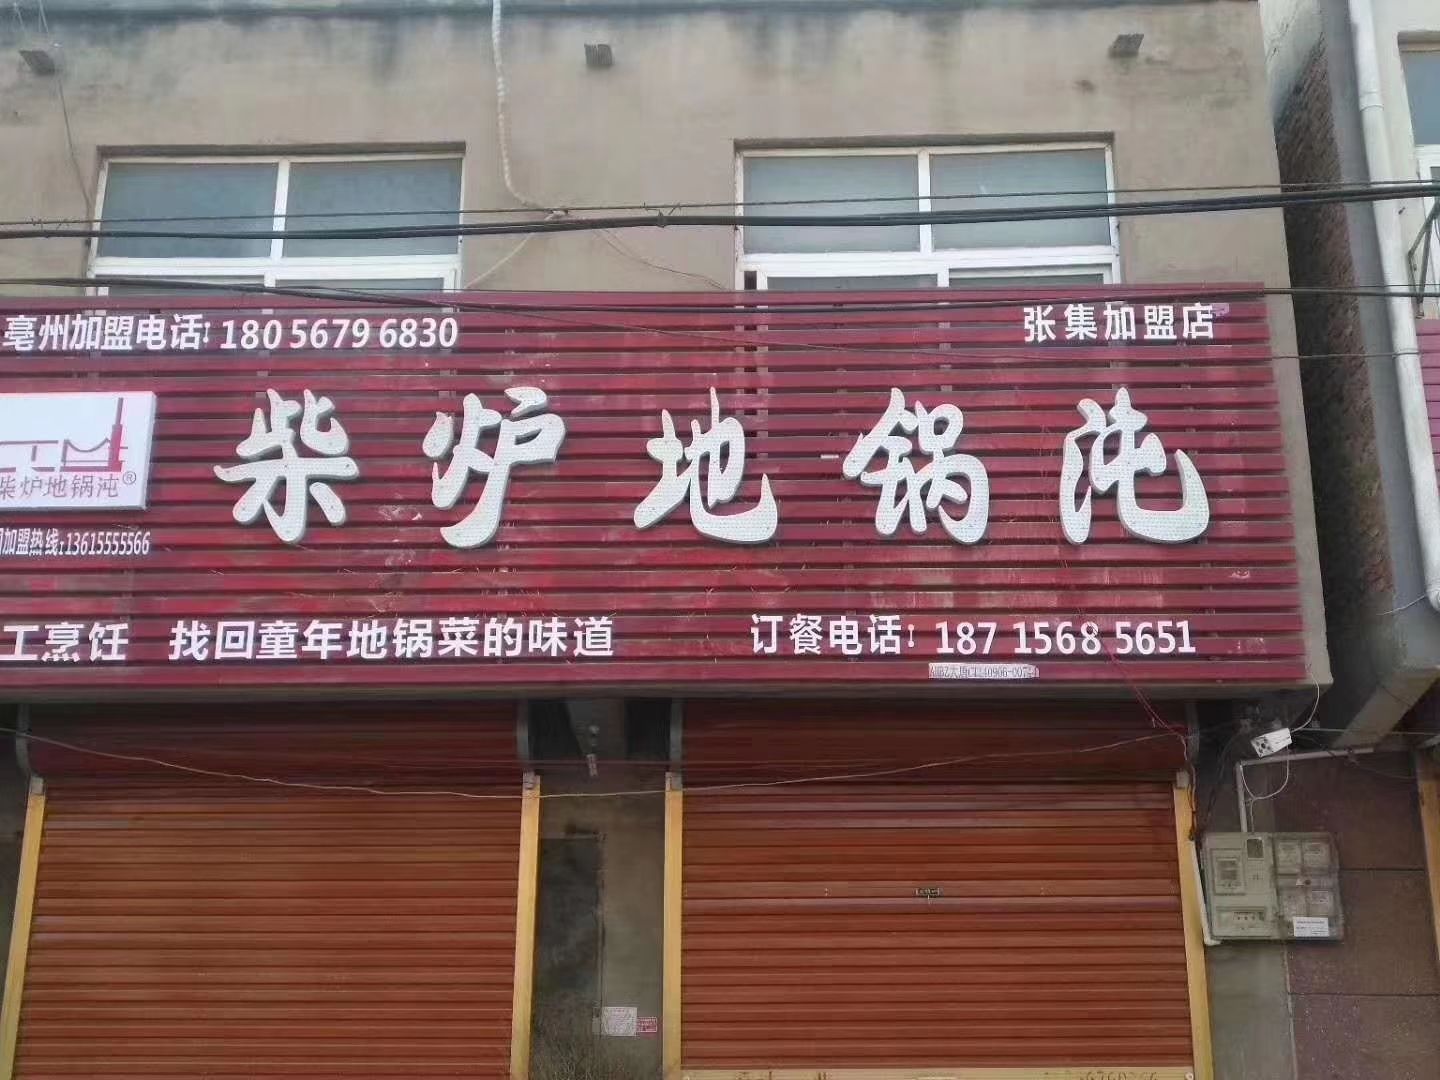 亳州加盟电话: 180 5679 6830
张集加盟店
柴炉地锅沌
柴炉地锅沌®
加盟热线:13615555566
工烹饪 找回童年地锅菜的味道
订餐电话: 187 1568 5651